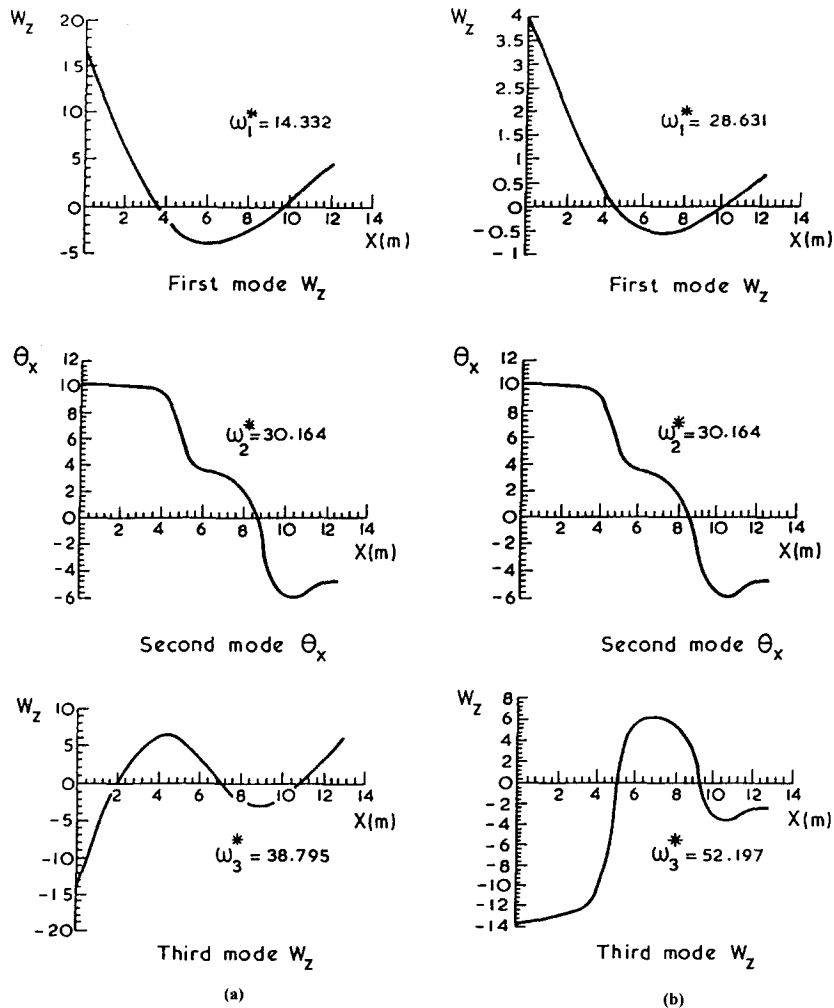 W_z
20
15
10
5
0
-5
2 4 6 8 10 12 14
X(m)
ω₁* = 14.332
First mode W_z
W_z
4
3.5
3
2.5
2
1.5
1
0.5
0
-0.5
-1
2 4 6 8 10 12 14
X(m)
ω₁* = 28.631
First mode W_z
θ_x
12
10
8
6
4
2
0
-2
-4
-6
2 4 6 8 10 12 14
X(m)
ω₂* = 30.164
Second mode θ_x
θ_x
12
10
8
6
4
2
0
-2
-4
-6
2 4 6 8 10 12 14
X(m)
ω₂* = 30.164
Second mode θ_x
W_z
10
5
0
-5
-10
-15
-20
2 4 6 8 10 12 14
X(m)
ω₃* = 38.795
Third mode W_z
(a)
W_z
8
6
4
2
0
-2
-4
-6
-8
-10
-12
-14
2 4 6 8 10 12 14
X(m)
ω₃* = 52.197
Third mode W_z
(b)